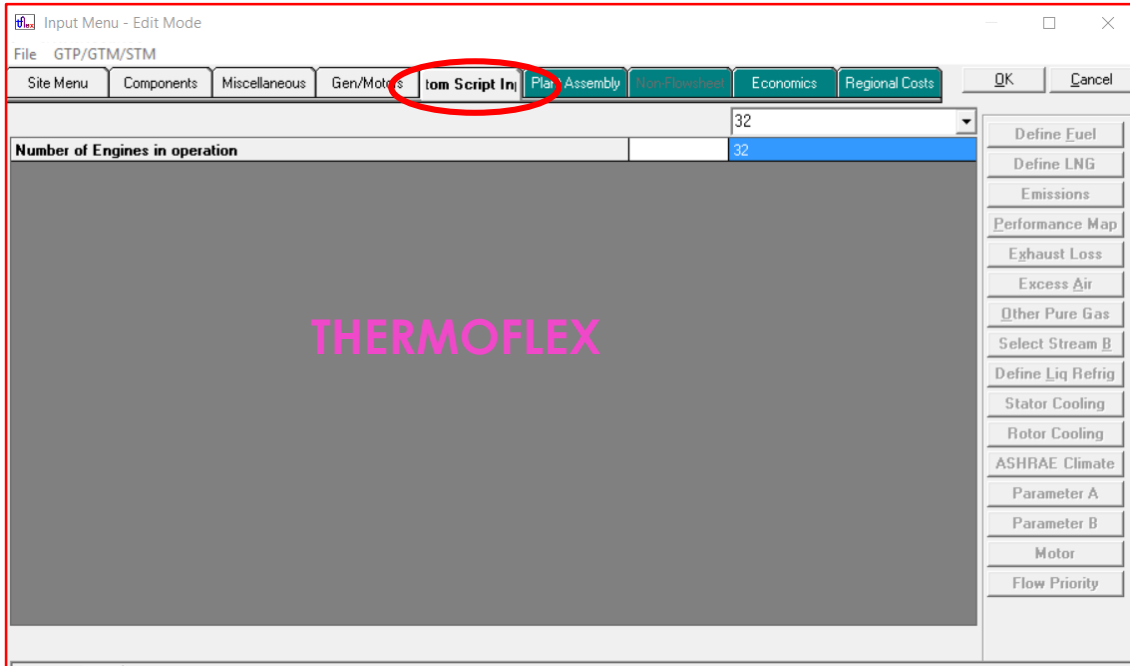 tflex Input Menu - Edit Mode
File GTP/GTM/STM
Site Menu Components Miscellaneous Gen/Motors tom Script Inp Plant Assembly Non-Flowsheet Economics Regional Costs OK Cancel
32
Number of Engines in operation 32
Define Fuel
Define LNG
Emissions
Performance Map
Exhaust Loss
Excess Air
Other Pure Gas
Select Stream B
Define Liq Refrig
Stator Cooling
Rotor Cooling
ASHRAE Climate
Parameter A
Parameter B
Motor
Flow Priority
THERMOFLEX